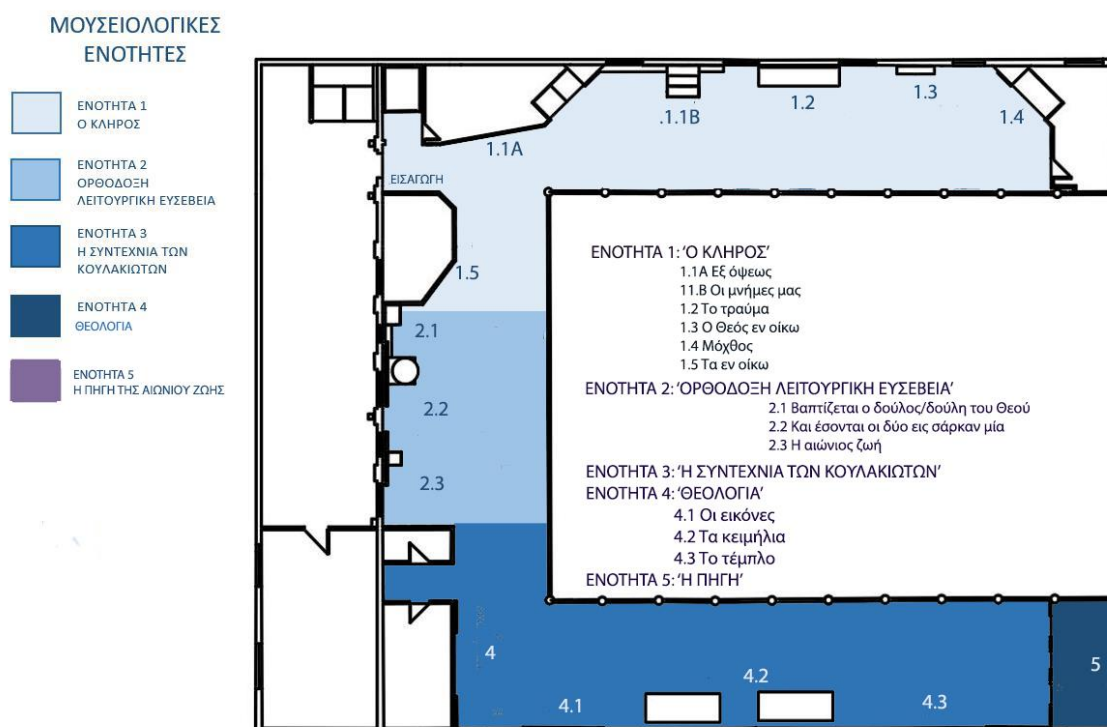 ΜΟΥΣΕΙΟΛΟΓΙΚΕΣ
ΕΝΟΤΗΤΕΣ
ΕΝΟΤΗΤΑ 1
Ο ΚΛΗΡΟΣ
ΕΝΟΤΗΤΑ 2
ΟΡΘΟΔΟΞΗ
ΛΕΙΤΟΥΡΓΙΚΗ ΕΥΣΕΒΕΙΑ
ΕΝΟΤΗΤΑ 3
Η ΣΥΝΤΕΧΝΙΑ ΤΩΝ
ΚΟΥΛΑΚΙΩΤΩΝ
ΕΝΟΤΗΤΑ 4
ΘΕΟΛΟΓΙΑ
ΕΝΟΤΗΤΑ 5
Η ΠΗΓΗ ΤΗΣ ΑΙΩΝΙΟΥ ΖΩΗΣ
1.1Α
.1.1Β
1.2
1.3
1.4
ΕΙΣΑΓΩΓΗ
1.5
2.1
2.2
2.3
ΕΝΟΤΗΤΑ 1: 'Ο ΚΛΗΡΟΣ'
1.1Α Εξ όψεως
11.Β Οι μνήμες μας
1.2 Το τραύμα
1.3 Ο Θεός εν οίκω
1.4 Μόχθος
1.5 Τα εν οίκω
ΕΝΟΤΗΤΑ 2: 'ΟΡΘΟΔΟΞΗ ΛΕΙΤΟΥΡΓΙΚΗ ΕΥΣΕΒΕΙΑ'
2.1 Βαπτίζεται ο δούλος/δούλη του Θεού
2.2 Και έσονται οι δύο εις σάρκαν μία
2.3 Η αιώνιος ζωή
ΕΝΟΤΗΤΑ 3: 'Η ΣΥΝΤΕΧΝΙΑ ΤΩΝ ΚΟΥΛΑΚΙΩΤΩΝ'
ΕΝΟΤΗΤΑ 4: 'ΘΕΟΛΟΓΙΑ'
4.1 Οι εικόνες
4.2 Τα κειμήλια
4.3 Το τέμπλο
ΕΝΟΤΗΤΑ 5: 'Η ΠΗΓΗ'
4
4.1
4.2
4.3
5